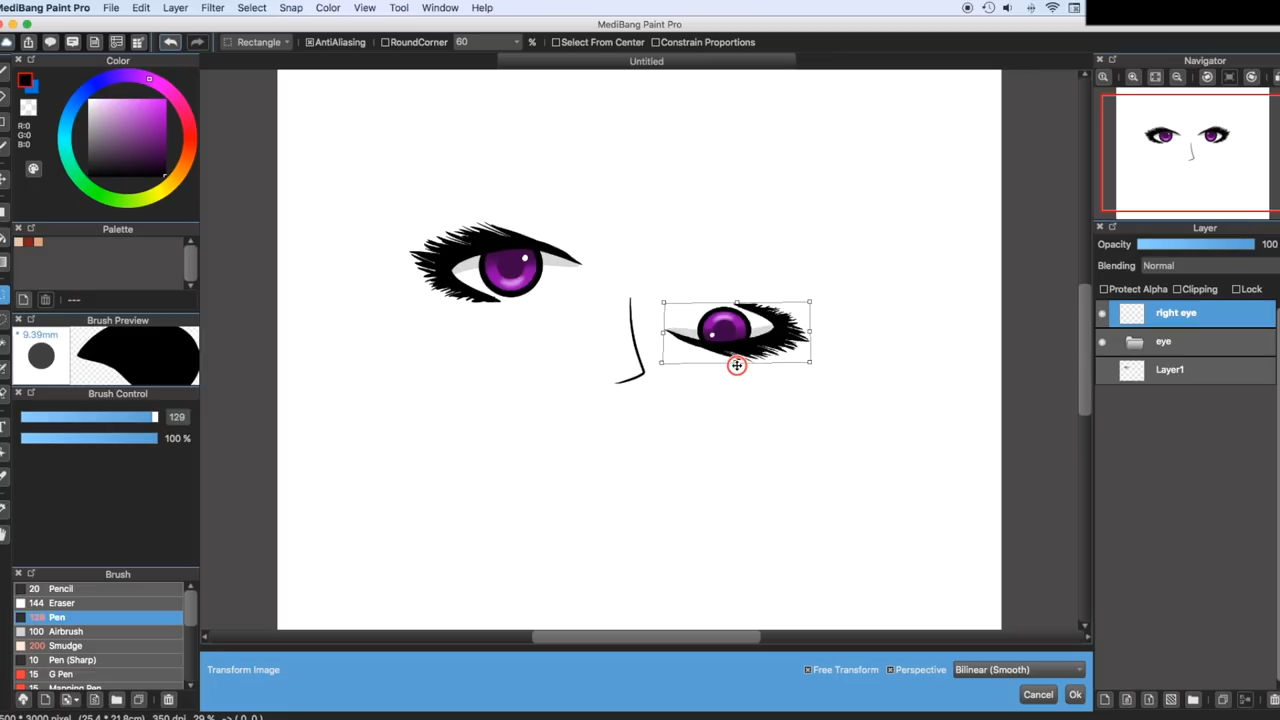 MediBang Paint Pro File Edit View Layer Filter Select Snap Color View Tool Window Help
MediBang Paint Pro
Rectangle AntiAliasing RoundCorner 60 % Select From Center Constrain Proportions
Untitled
Color
R:0
G:0
B:0
Palette
---
Brush Preview
* 9.39mm
Brush Control
129
100 %
Brush
20 Pencil
144 Eraser
Pen
100 Airbrush
200 Smudge
10 Pen (Sharp)
15 G Pen
15 Mapping Pen
Transform Image Free Transform Perspective Bilinear (Smooth)
Cancel Ok
Navigator
Layer
Opacity 100
Blending Normal
Protect Alpha Clipping Lock
right eye
eye
Layer1